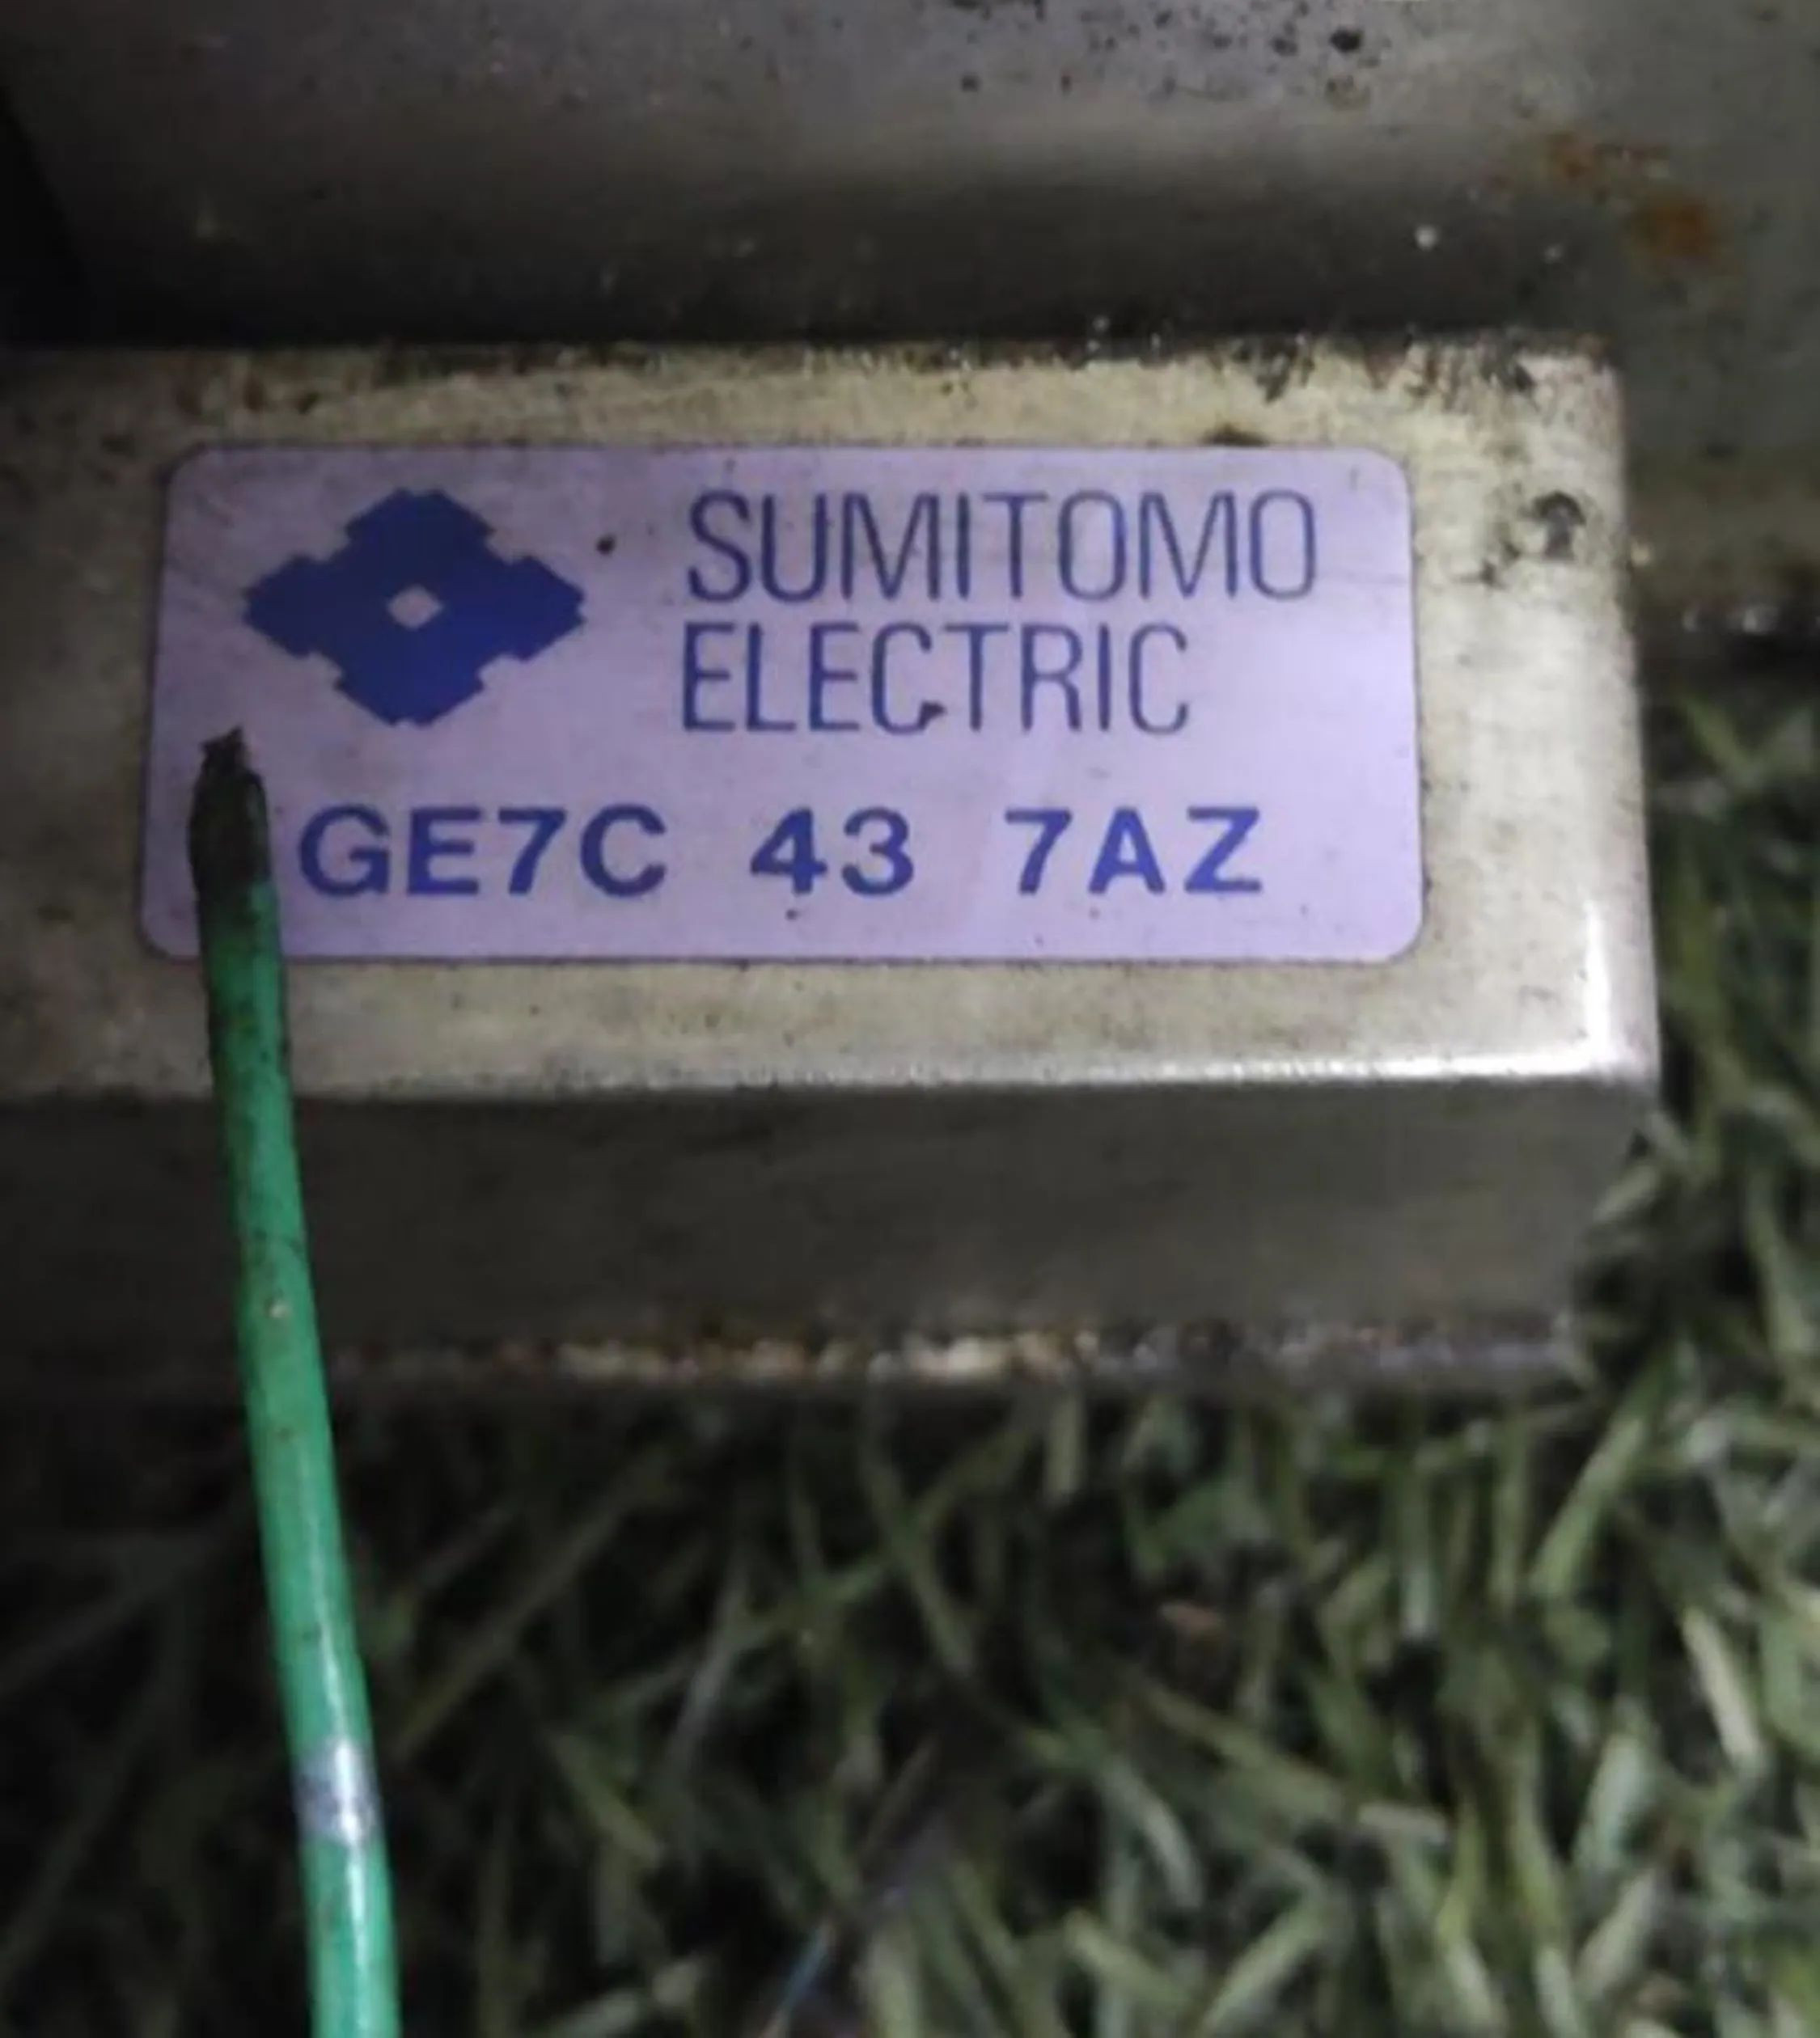 SUMITOMO
ELECTRIC
GE7C 43 7AZ